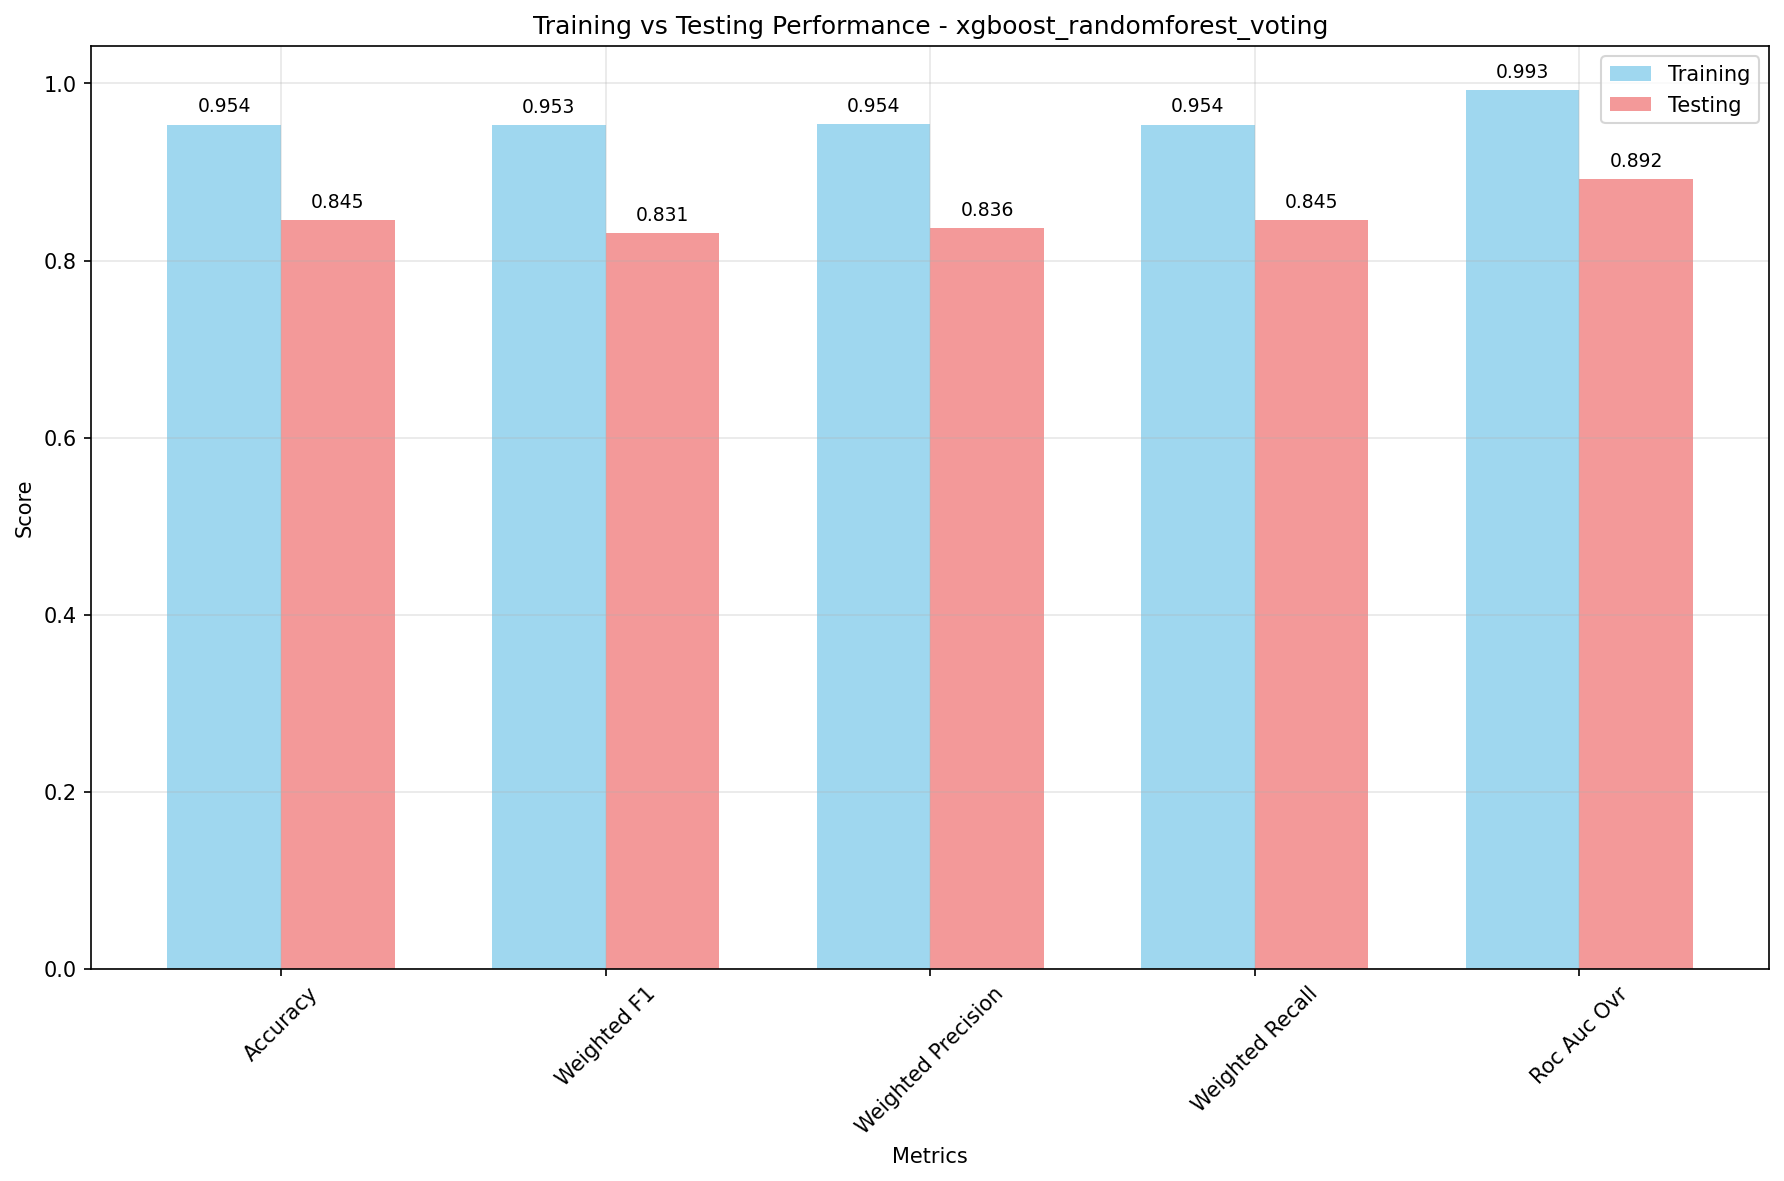 Training vs Testing Performance - xgboost_randomforest_voting
Training
Testing
0.954
0.845
0.953
0.831
0.954
0.836
0.954
0.845
0.993
0.892
1.0
0.8
0.6
0.4
0.2
0.0
Score
Accuracy
Weighted F1
Weighted Precision
Weighted Recall
Roc Auc Ovr
Metrics